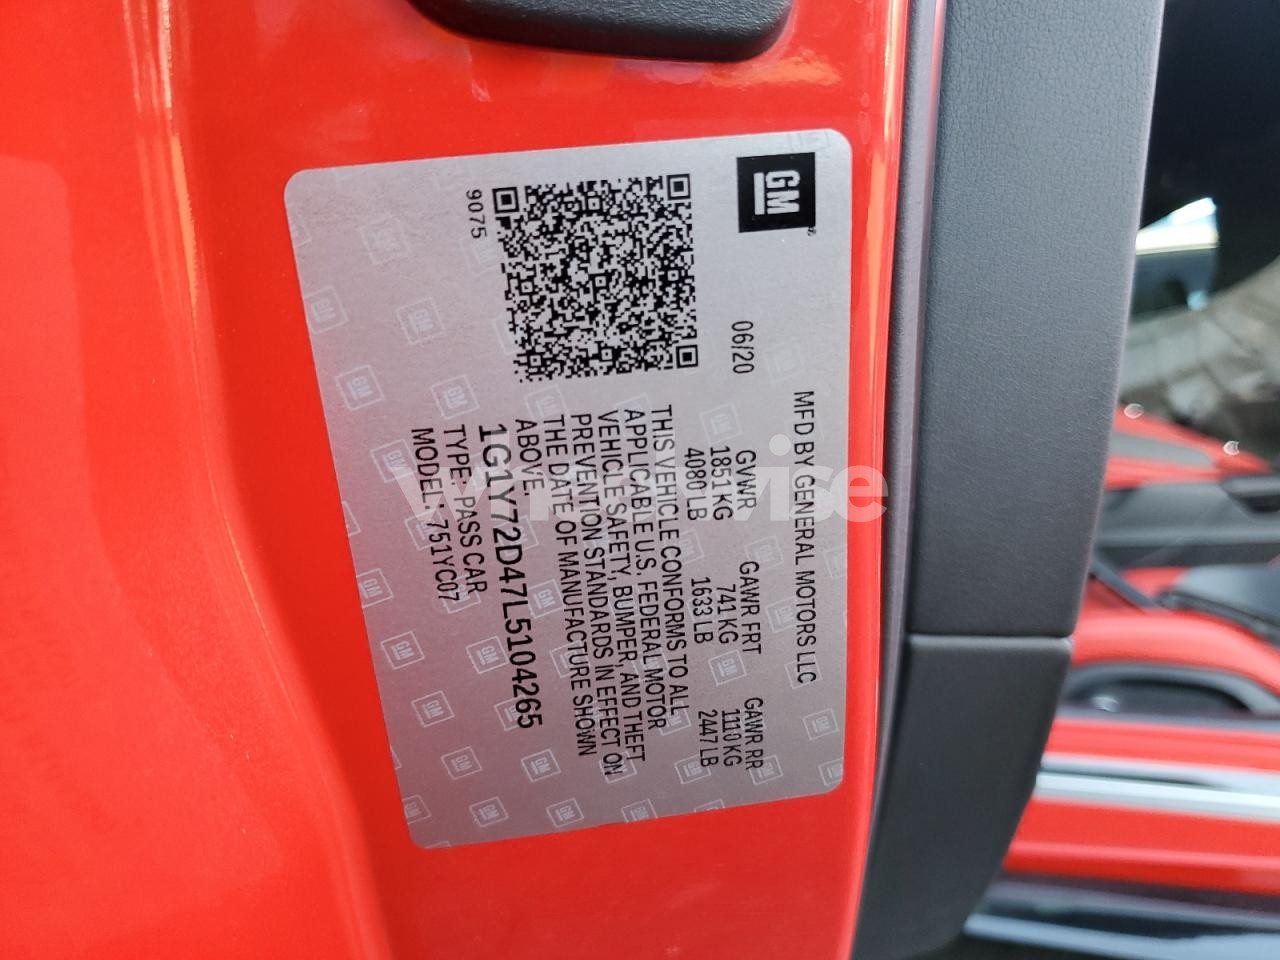 GM
MFD BY GENERAL MOTORS LLC
06/20
GVWR GAWR FRT GAWR RR
1851 KG 741 KG 1110 KG
4080 LB 1633 LB 2447 LB
THIS VEHICLE CONFORMS TO ALL
APPLICABLE U.S. FEDERAL MOTOR
VEHICLE SAFETY, BUMPER, AND THEFT
PREVENTION STANDARDS IN EFFECT ON
THE DATE OF MANUFACTURE SHOWN
ABOVE.
1G1Y72D47L5104265
TYPE: PASS CAR
MODEL: 751YC07
9075